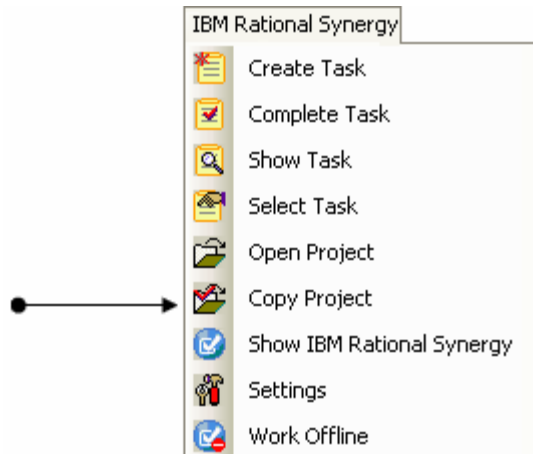 IBM Rational Synergy
Create Task
Complete Task
Show Task
Select Task
Open Project
Copy Project
Show IBM Rational Synergy
Settings
Work Offline